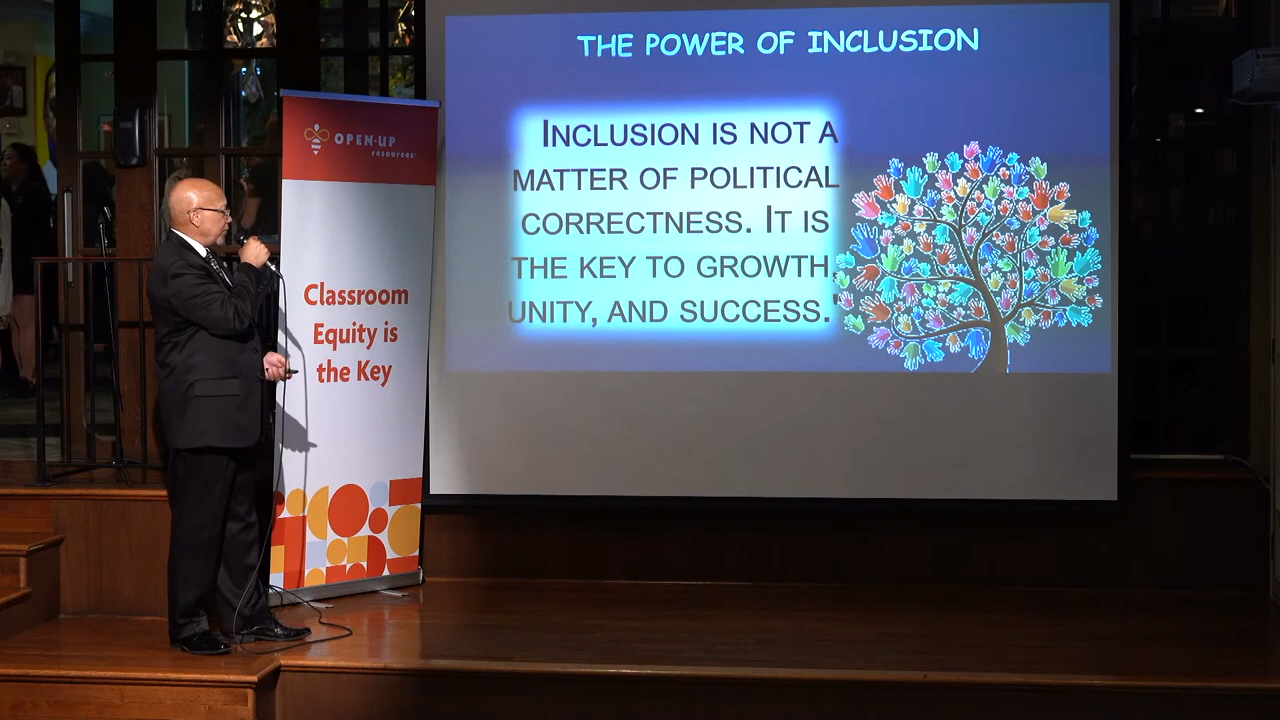 THE POWER OF INCLUSION
INCLUSION IS NOT A
MATTER OF POLITICAL
CORRECTNESS. IT IS
THE KEY TO GROWTH,
UNITY, AND SUCCESS."
OPEN-UP
resources
Classroom
Equity is
the Key